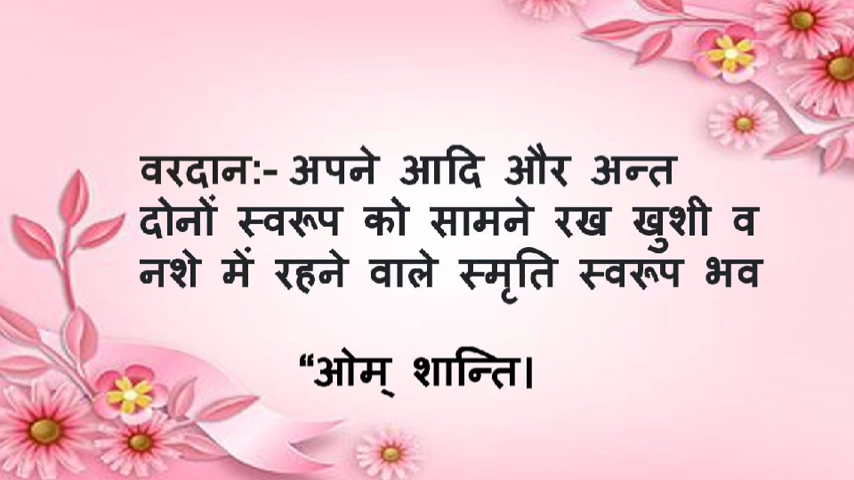 वरदान:- अपने आदि और अन्त
दोनों स्वरूप को सामने रख खुशी व
नशे में रहने वाले स्मृति स्वरूप भव
“ओम् शान्ति।